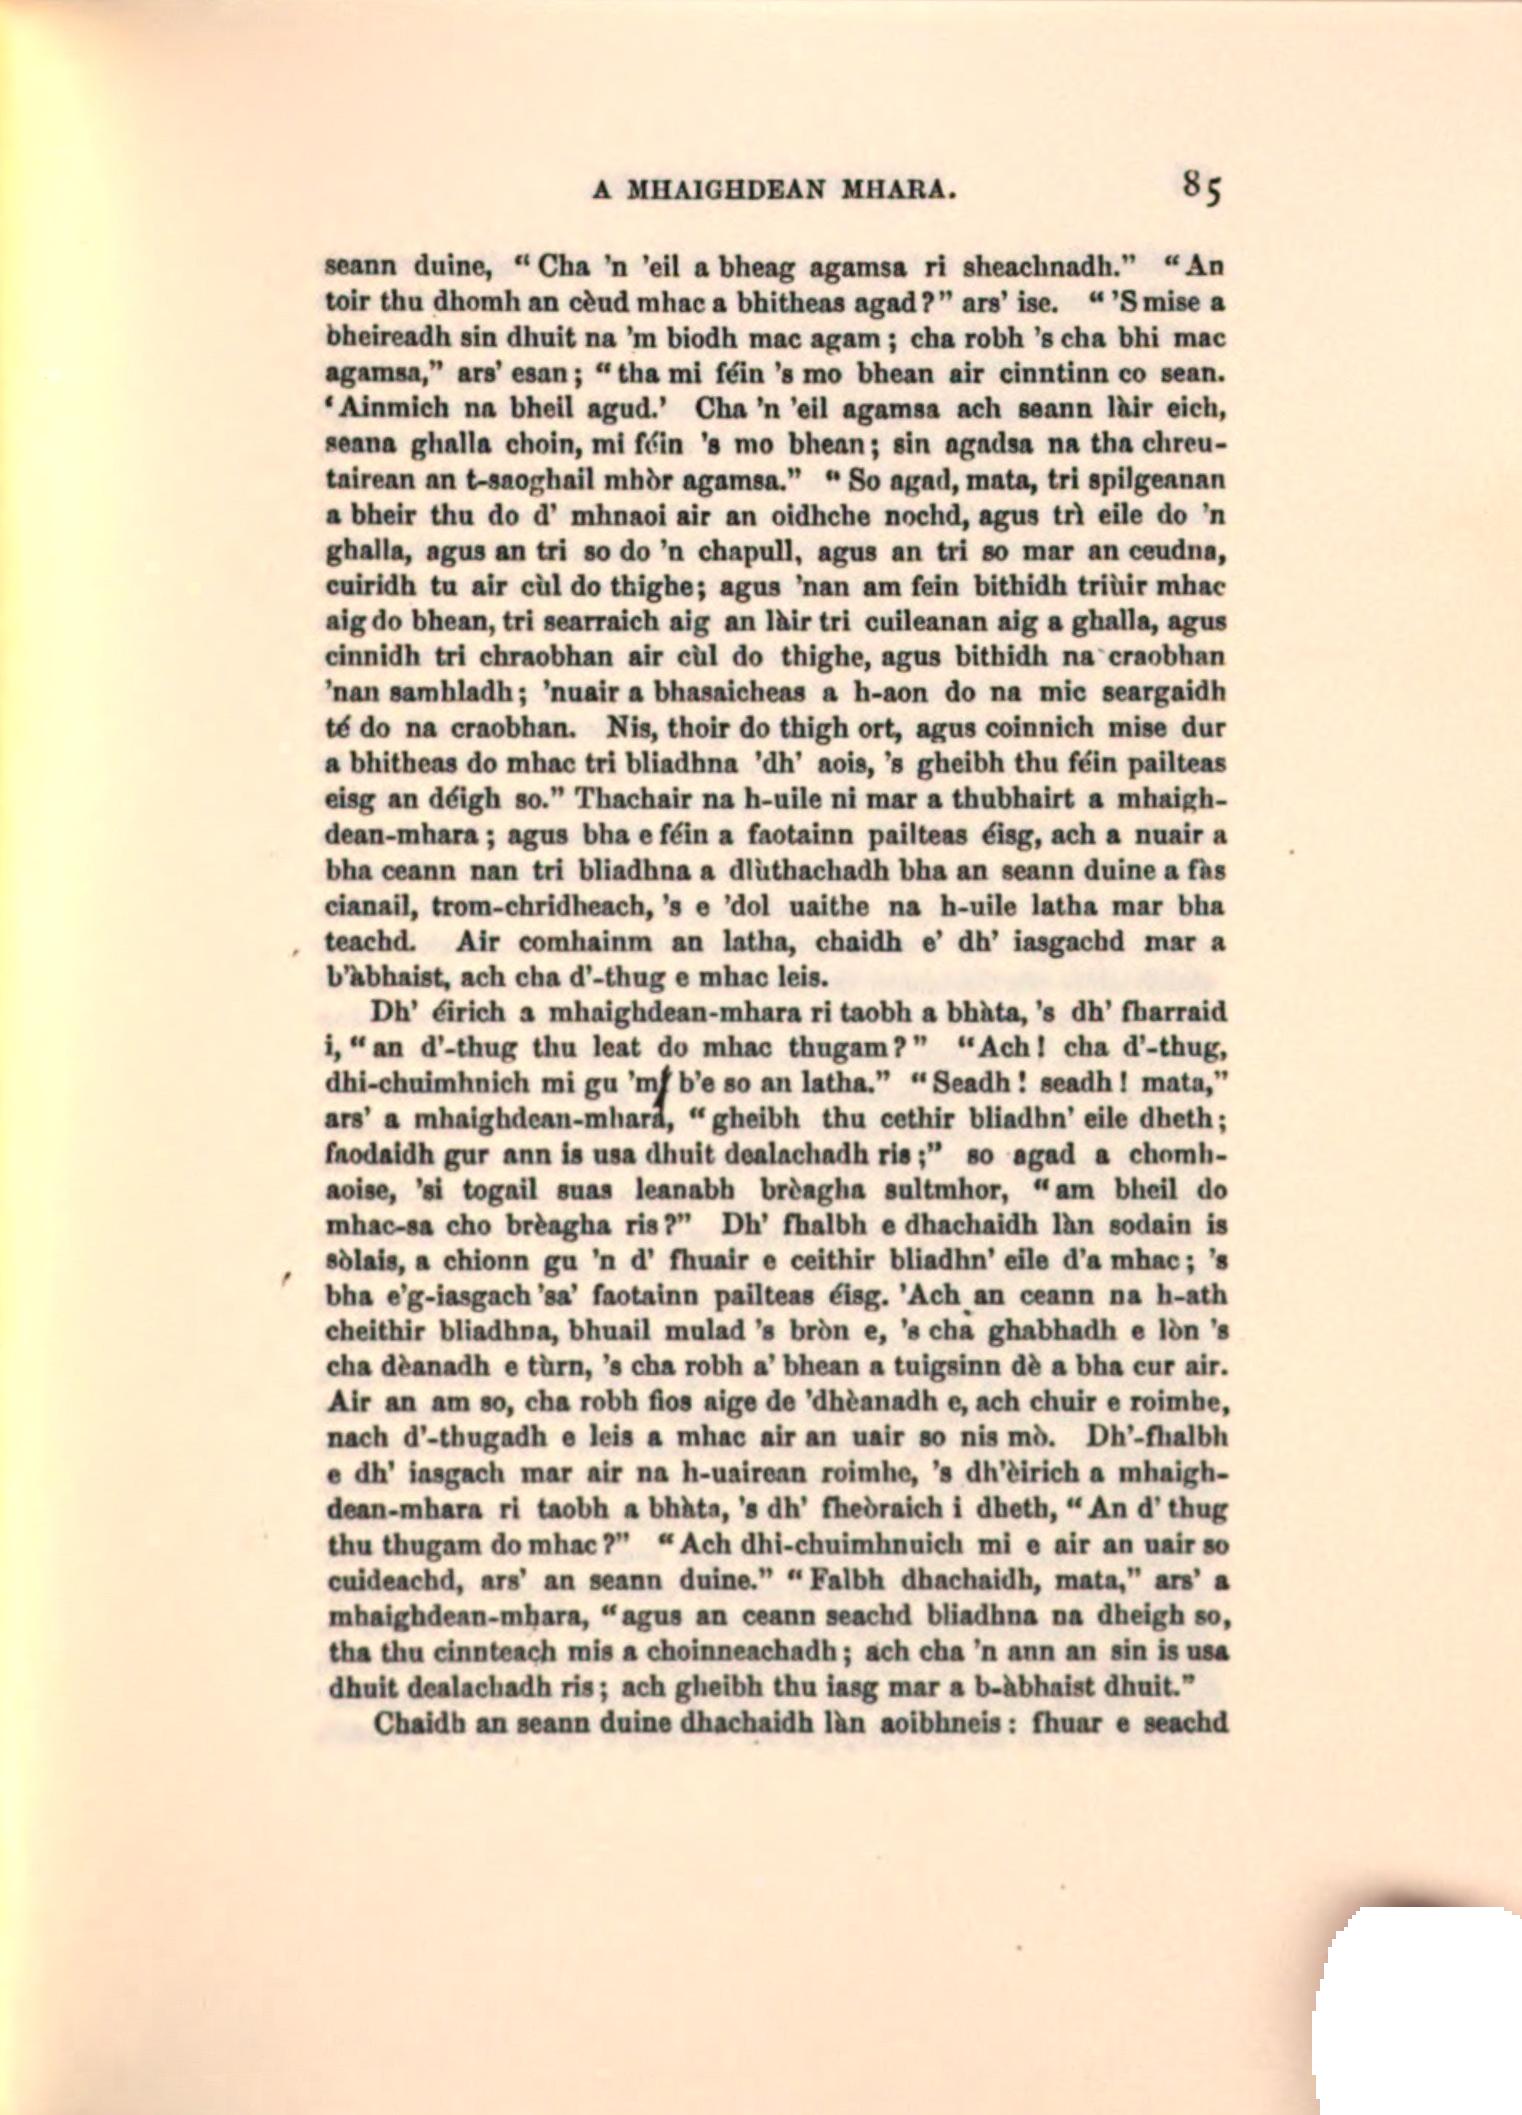 A MHAIGHDEAN MHARA. 85
seann duine, “Cha 'n 'eil a bheag agamsa ri sheachnadh.” “An
toir thu dhomh an cèud mhac a bhitheas agad?” ars' ise. “'S mise a
bheireadh sin dhuit na 'm biodh mac agam; cha robh 's cha bhi mac
agamsa,” ars' esan; “tha mi féin 's mo bhean air cinntinn co sean.
‘Ainmich na bheil agud.’ Cha 'n 'eil agamsa ach seann làir eich,
seana ghalla choin, mi féin 's mo bhean; sin agadsa na tha chreu-
tairean an t-saoghail mhòr agamsa.” “So agad, mata, tri spilgeanan
a bheir thu do d' mhnaoi air an oidhche nochd, agus trì eile do 'n
ghalla, agus an tri so do 'n chapull, agus an tri so mar an ceudna,
cuiridh tu air cùl do thighe; agus 'nan am fein bithidh triùir mhac
aig do bhean, tri searraich aig an làir tri cuileanan aig a ghalla, agus
cinnidh tri chraobhan air cùl do thighe, agus bithidh na craobhan
'nan samhladh; 'nuair a bhasaicheas a h-aon do na mic seargaidh
té do na craobhan. Nis, thoir do thigh ort, agus coinnich mise dur
a bhitheas do mhac tri bliadhna 'dh' aois, 's gheibh thu féin pailteas
eisg an déigh so.” Thachair na h-uile ni mar a thubhairt a mhaigh-
dean-mhara; agus bha e féin a faotainn pailteas éisg, ach a nuair a
bha ceann nan tri bliadhna a dlùthachadh bha an seann duine a fàs
cianail, trom-chridheach, 's e 'dol uaithe na h-uile latha mar bha
teachd. Air comhainm an latha, chaidh e' dh' iasgachd mar a
b'àbhaist, ach cha d'-thug e mhac leis.
Dh' éirich a mhaighdean-mhara ri taobh a bhàta, 's dh' fharraid
i, “an d'-thug thu leat do mhac thugam?” “Ach! cha d'-thug,
dhi-chuimhnich mi gu 'm b'e so an latha.” “Seadh! seadh! mata,”
ars' a mhaighdean-mhara, “gheibh thu cethir bliadhn' eile dheth;
faodaidh gur ann is usa dhuit dealachadh ris;” so agad a chomh-
aoise, 'si togail suas leanabh brèagha sultmhor, “am bheil do
mhac-sa cho brèagha ris?” Dh' fhalbh e dhachaidh làn sodain is
sòlais, a chionn gu 'n d' fhuair e ceithir bliadhn' eile d'a mhac; 's
bha e'g-iasgach 'sa' faotainn pailteas éisg. 'Ach an ceann na h-ath
cheithir bliadhna, bhuail mulad 's bròn e, 's cha ghabhadh e lòn 's
cha dèanadh e tùrn, 's cha robh a' bhean a tuigsinn dè a bha cur air.
Air an am so, cha robh fios aige de 'dhèanadh e, ach chuir e roimhe,
nach d'-thugadh e leis a mhac air an uair so nis mò. Dh'-fhalbh
e dh' iasgach mar air na h-uairean roimhe, 's dh'èirich a mhaigh-
dean-mhara ri taobh a bhàta, 's dh' fheòraich i dheth, “An d' thug
thu thugam do mhac?” “Ach dhi-chuimhnuich mi e air an uair so
cuideachd, ars' an seann duine.” “Falbh dhachaidh, mata,” ars' a
mhaighdean-mhara, “agus an ceann seachd bliadhna na dheigh so,
tha thu cinnteach mis a choinneachadh; ach cha 'n ann an sin is usa
dhuit dealachadh ris; ach gheibh thu iasg mar a b-àbhaist dhuit.”
Chaidh an seann duine dhachaidh làn aoibhneis: fhuar e seachd